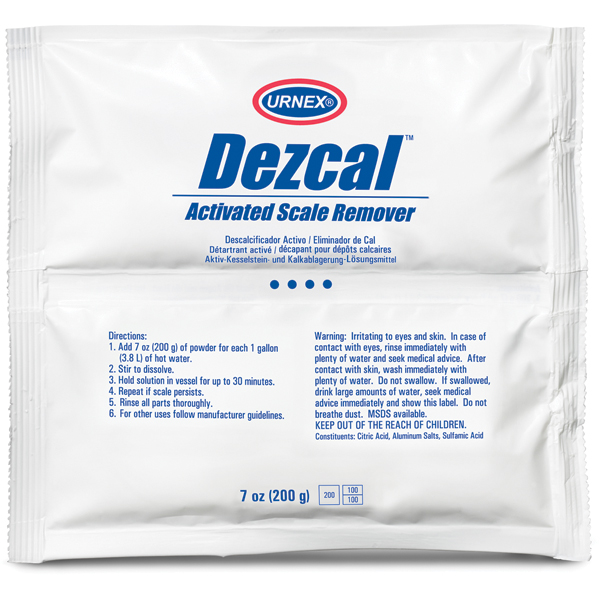 URNEX®
Dezcal™
Activated Scale Remover
Descalcificador Activo / Eliminador de Cal
Détartrant activé / décapant pour dépôts calcaires
Aktiv-Kesselstein- und Kalkablagerung-Lösungsmittel
Directions:
1. Add 7 oz (200 g) of powder for each 1 gallon
(3.8 L) of hot water.
2. Stir to dissolve.
3. Hold solution in vessel for up to 30 minutes.
4. Repeat if scale persists.
5. Rinse all parts thoroughly.
6. For other uses follow manufacturer guidelines.
Warning: Irritating to eyes and skin. In case of
contact with eyes, rinse immediately with
plenty of water and seek medical advice. After
contact with skin, wash immediately with
plenty of water. Do not swallow. If swallowed,
drink large amounts of water, seek medical
advice immediately and show this label. Do not
breathe dust. MSDS available.
KEEP OUT OF THE REACH OF CHILDREN.
Constituents: Citric Acid, Aluminum Salts, Sulfamic Acid
7 oz (200 g) 200 100
100